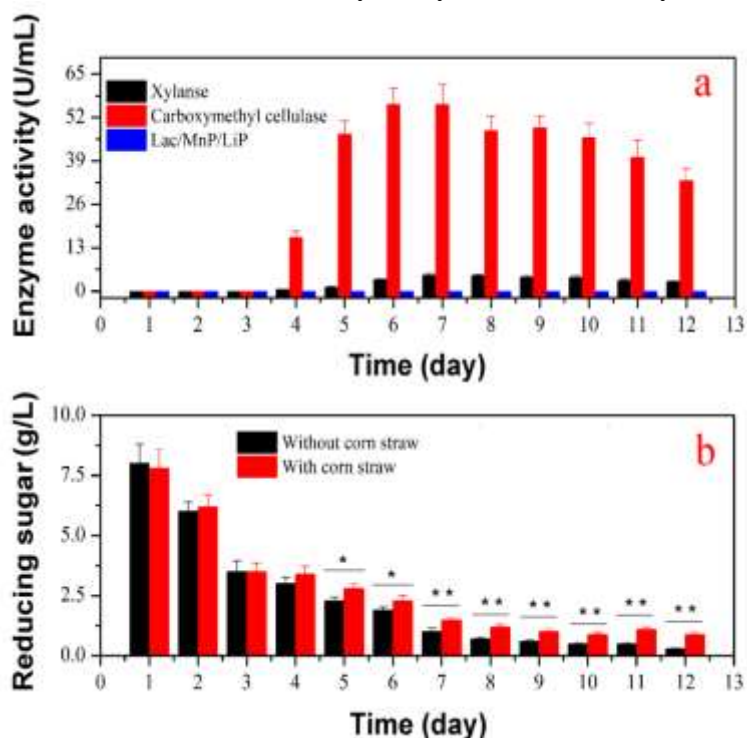 a
65
52
39
26
13
0
Enzyme activity (U/mL)
Xylanse
Carboxymethyl cellulase
Lac/MnP/LiP
0 1 2 3 4 5 6 7 8 9 10 11 12 13
Time (day)
b
10.0
7.5
5.0
2.5
0.0
Reducing sugar (g/L)
Without corn straw
With corn straw
* * ** ** ** ** ** **
0 1 2 3 4 5 6 7 8 9 10 11 12 13
Time (day)